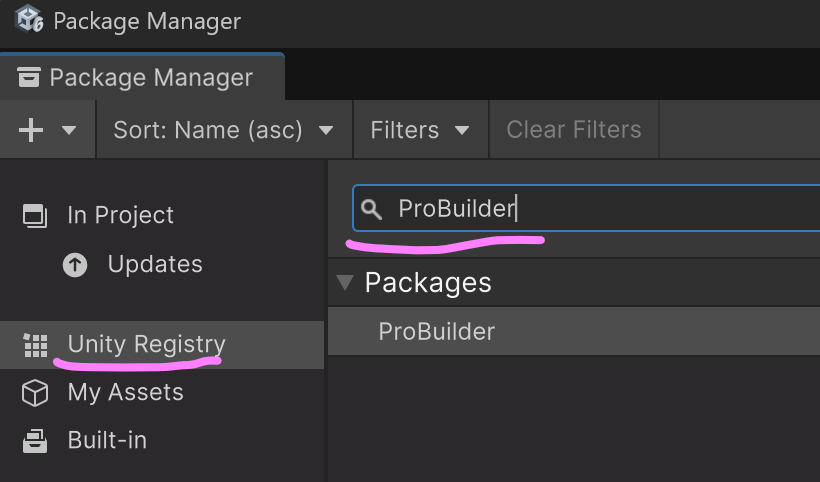 Package Manager
Package Manager
Sort: Name (asc) Filters Clear Filters
In Project
Updates
Unity Registry
My Assets
Built-in
ProBuilder
Packages
ProBuilder